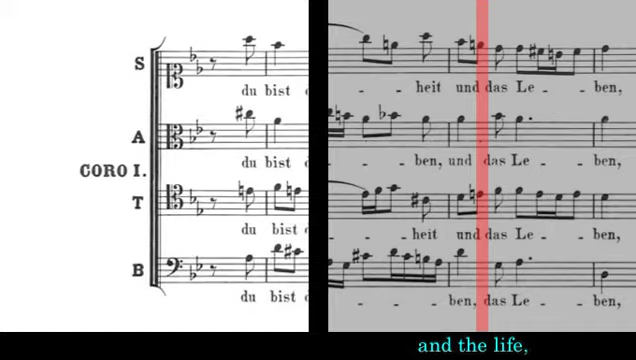 S
du bist
heit und das Le - - ben,
A
du bist
ben, und das Le - - ben,
CORO I.
T
du bist
heit und das Le - - ben,
B
du bist
ben, das Le - - ben,
and the life,